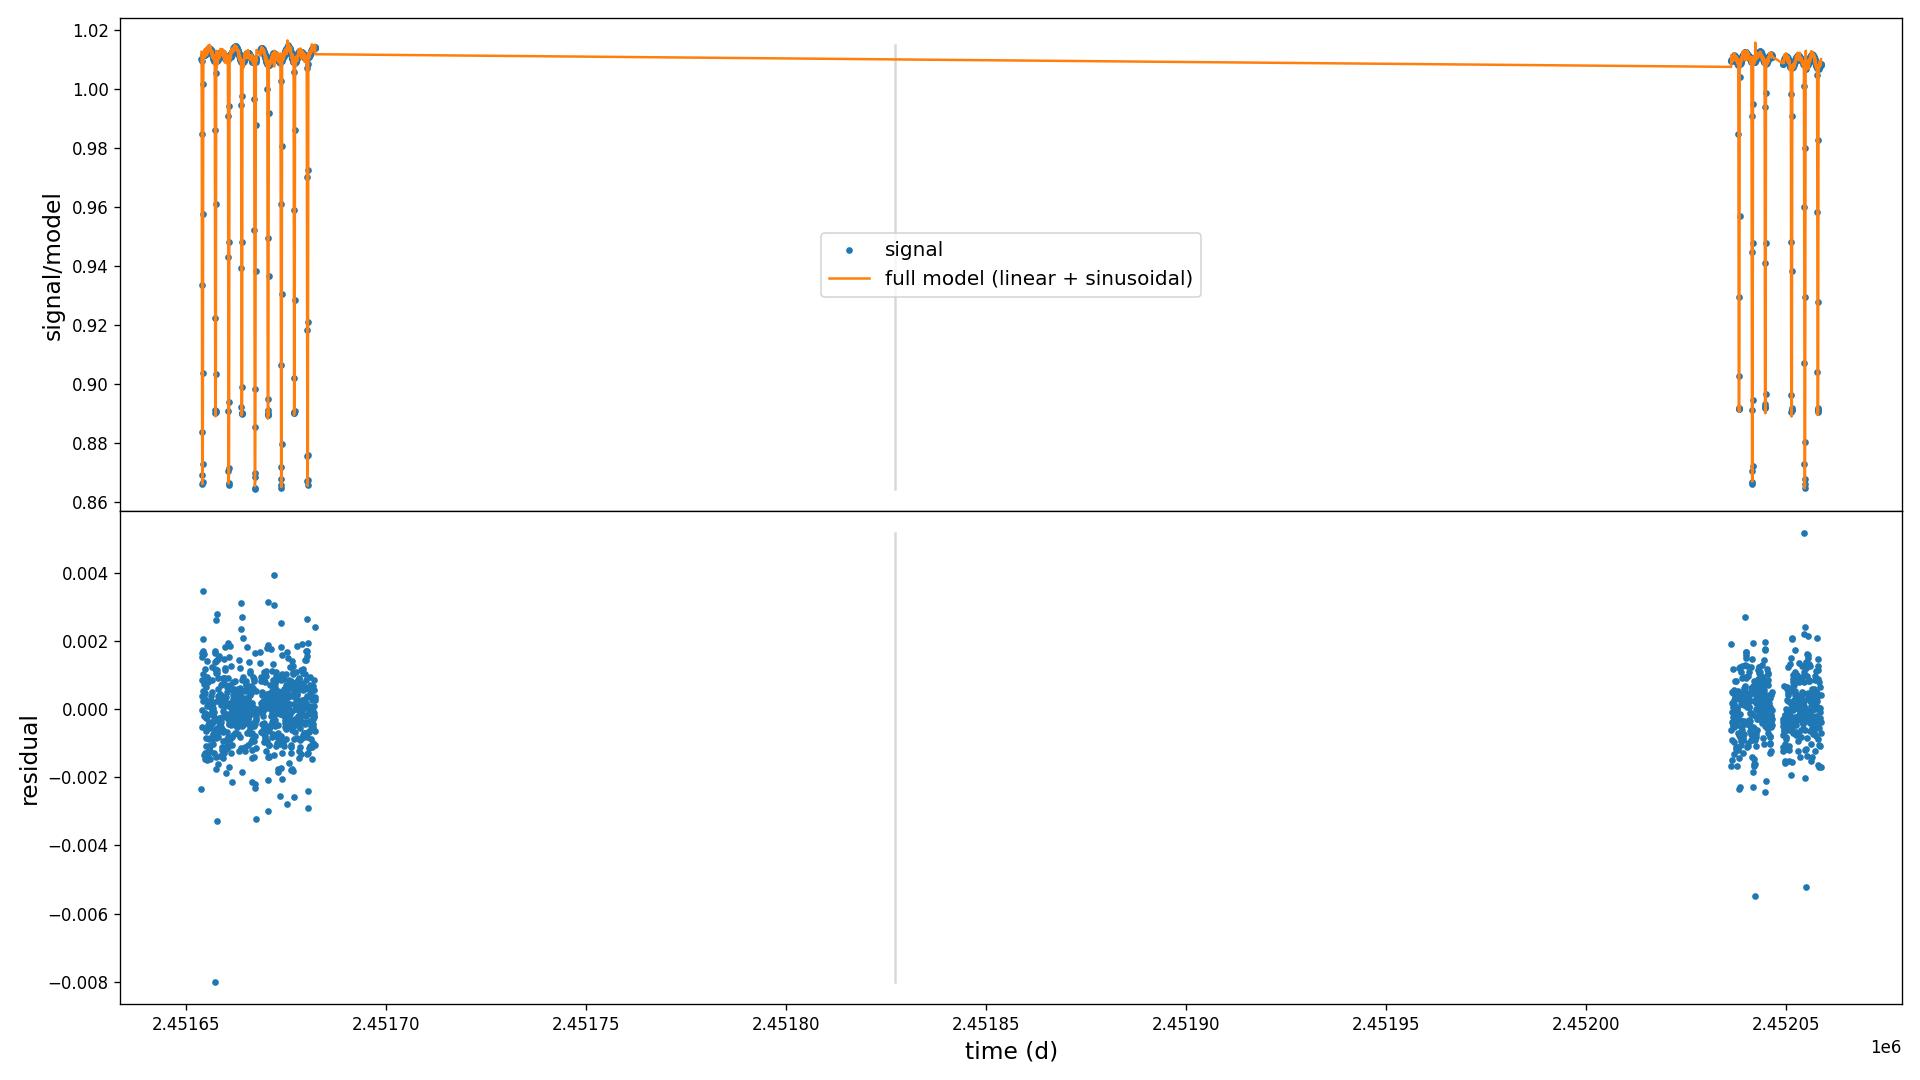 1.02
1.00
0.98
0.96
0.94
0.92
0.90
0.88
0.86
signal/model
signal
full model (linear + sinusoidal)
0.004
0.002
0.000
−0.002
−0.004
−0.006
−0.008
residual
2.45165 2.45170 2.45175 2.45180 2.45185 2.45190 2.45195 2.45200 2.45205
1e6
time (d)